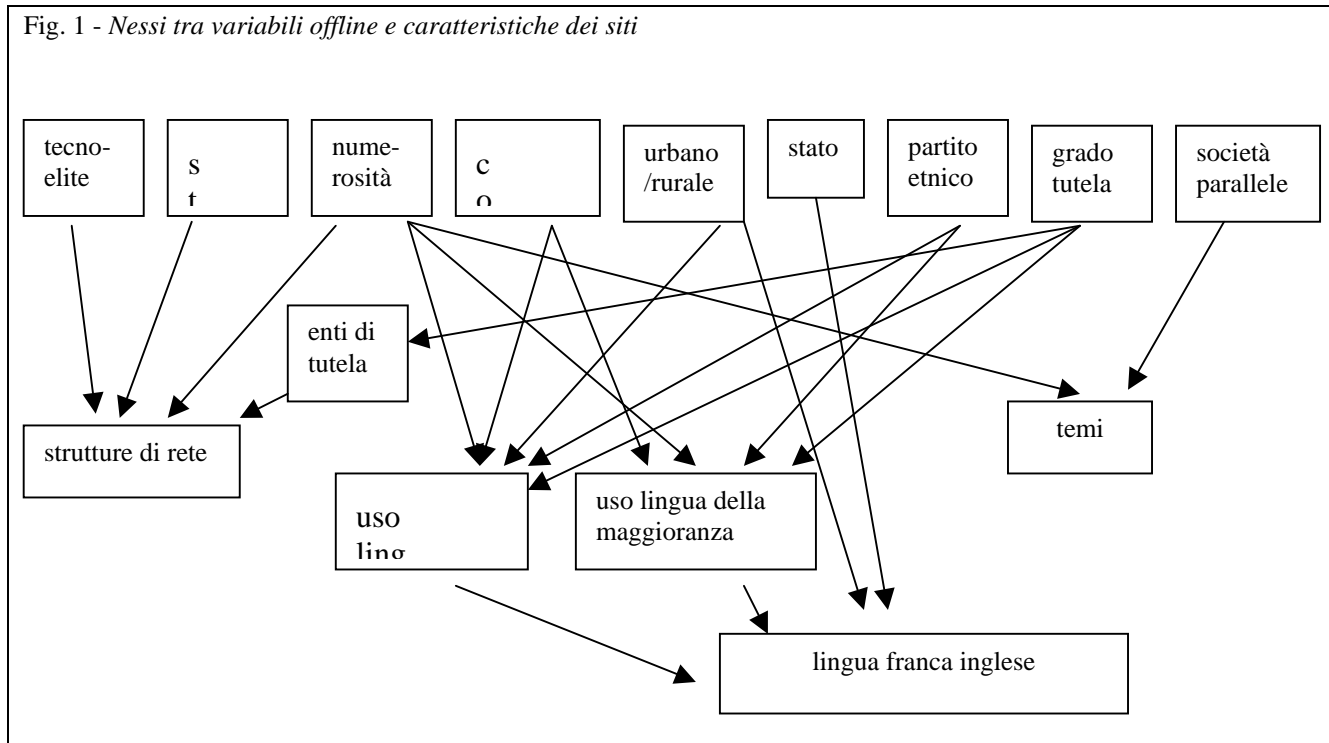 Fig. 1 - Nessi tra variabili offline e caratteristiche dei siti
tecno-
elite
s
t
nume-
rosità
c
o
urbano
/rurale
stato
partito
etnico
grado
tutela
società
parallele
enti di
tutela
strutture di rete
temi
uso
ling
uso lingua della
maggioranza
lingua franca inglese